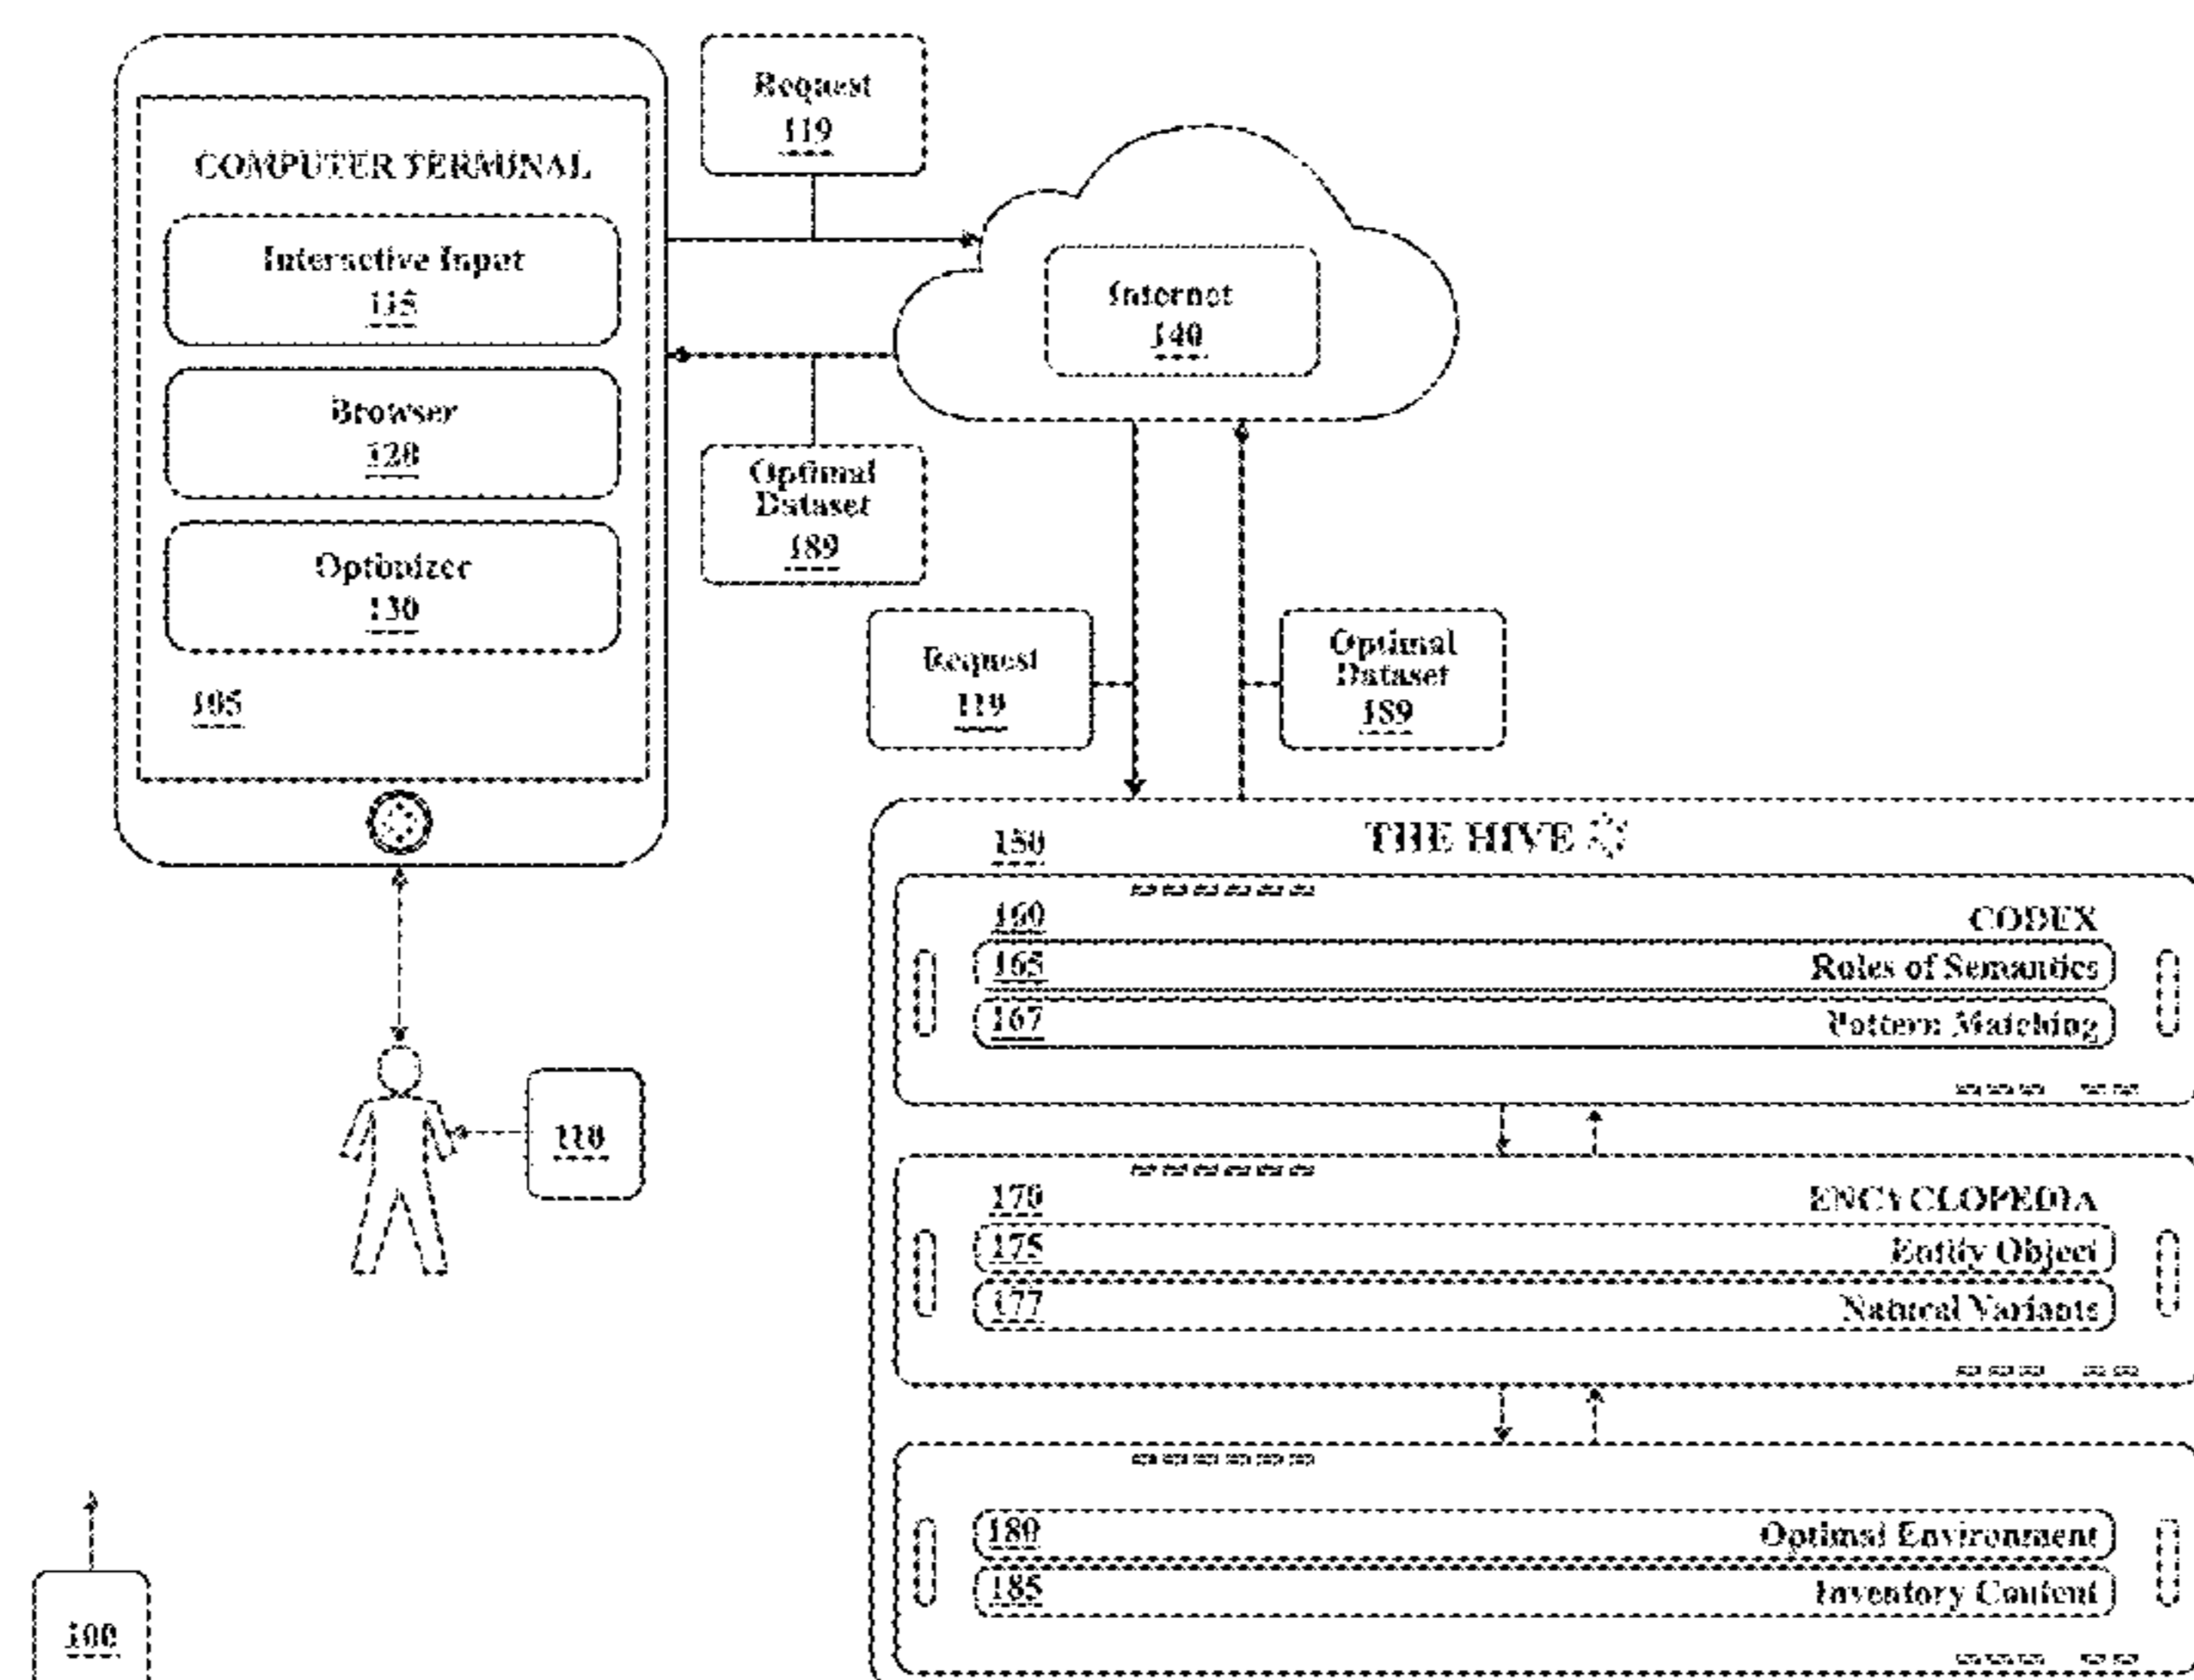 Request
119
COMPUTER TERMINAL
Interactive Input
115
Internet
140
Browser
120
Optimal
Dataset
189
Optimizer
130
Request
119
Optimal
Dataset
189
105
150
THE HIVE
160
CODEX
165
Rules of Semantics
167
Pattern Matching
110
170
ENCYCLOPEDIA
175
Entity Object
177
Natural Variants
180
Optimal Environment
185
Inventory Content
100